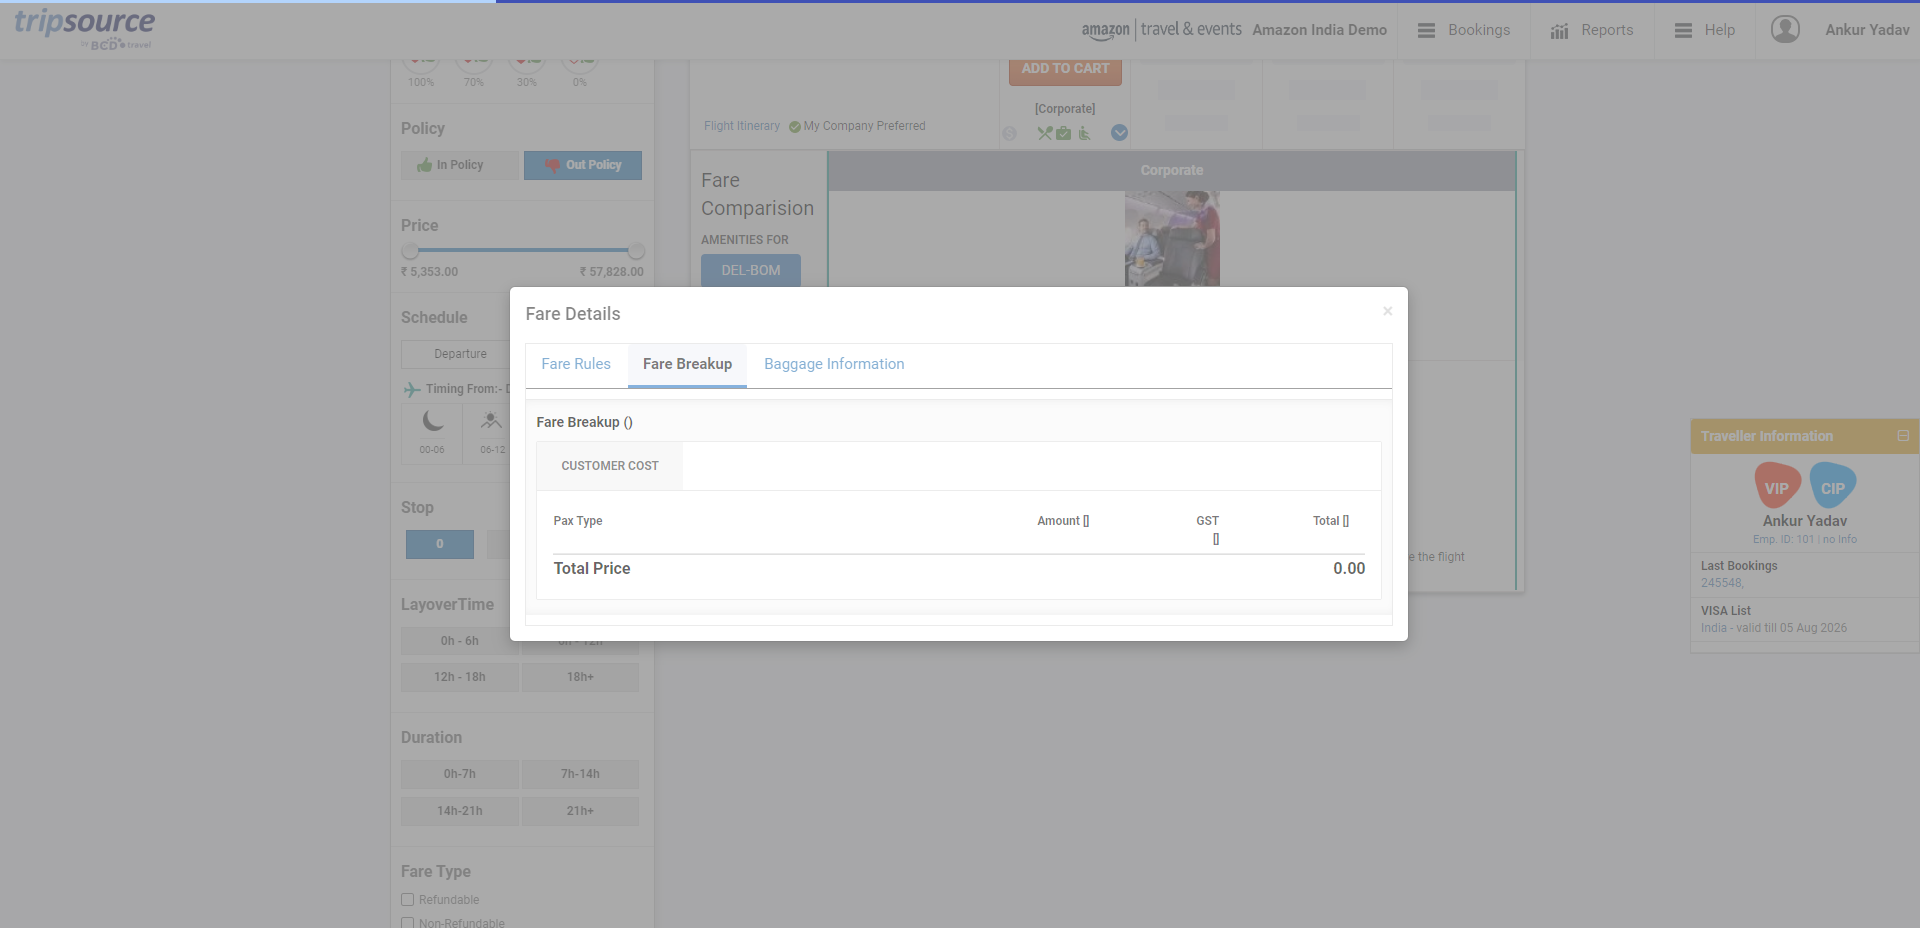 tripsource
by BCD travel
amazon | travel & events Amazon India Demo
Bookings
Reports
Help
Ankur Yadav
100% 70% 30% 0%
Policy
In Policy Out Policy
Price
₹ 5,353.00 ₹ 57,828.00
Schedule
Departure
Timing From:- D
00-06 06-12
Stop
0
LayoverTime
0h - 6h 6h - 12h
12h - 18h 18h+
Duration
0h-7h 7h-14h
14h-21h 21h+
Fare Type
Refundable
Non-Refundable
ADD TO CART
[Corporate]
Flight Itinerary My Company Preferred
Fare
Comparision
AMENITIES FOR
DEL-BOM
Corporate
Fare Details ×
Fare Rules Fare Breakup Baggage Information
Fare Breakup ()
CUSTOMER COST
Pax Type Amount [] GST [] Total []
Total Price 0.00
e the flight
Traveller Information
VIP CIP
Ankur Yadav
Emp. ID: 101 | no Info
Last Bookings
245548,
VISA List
India - valid till 05 Aug 2026